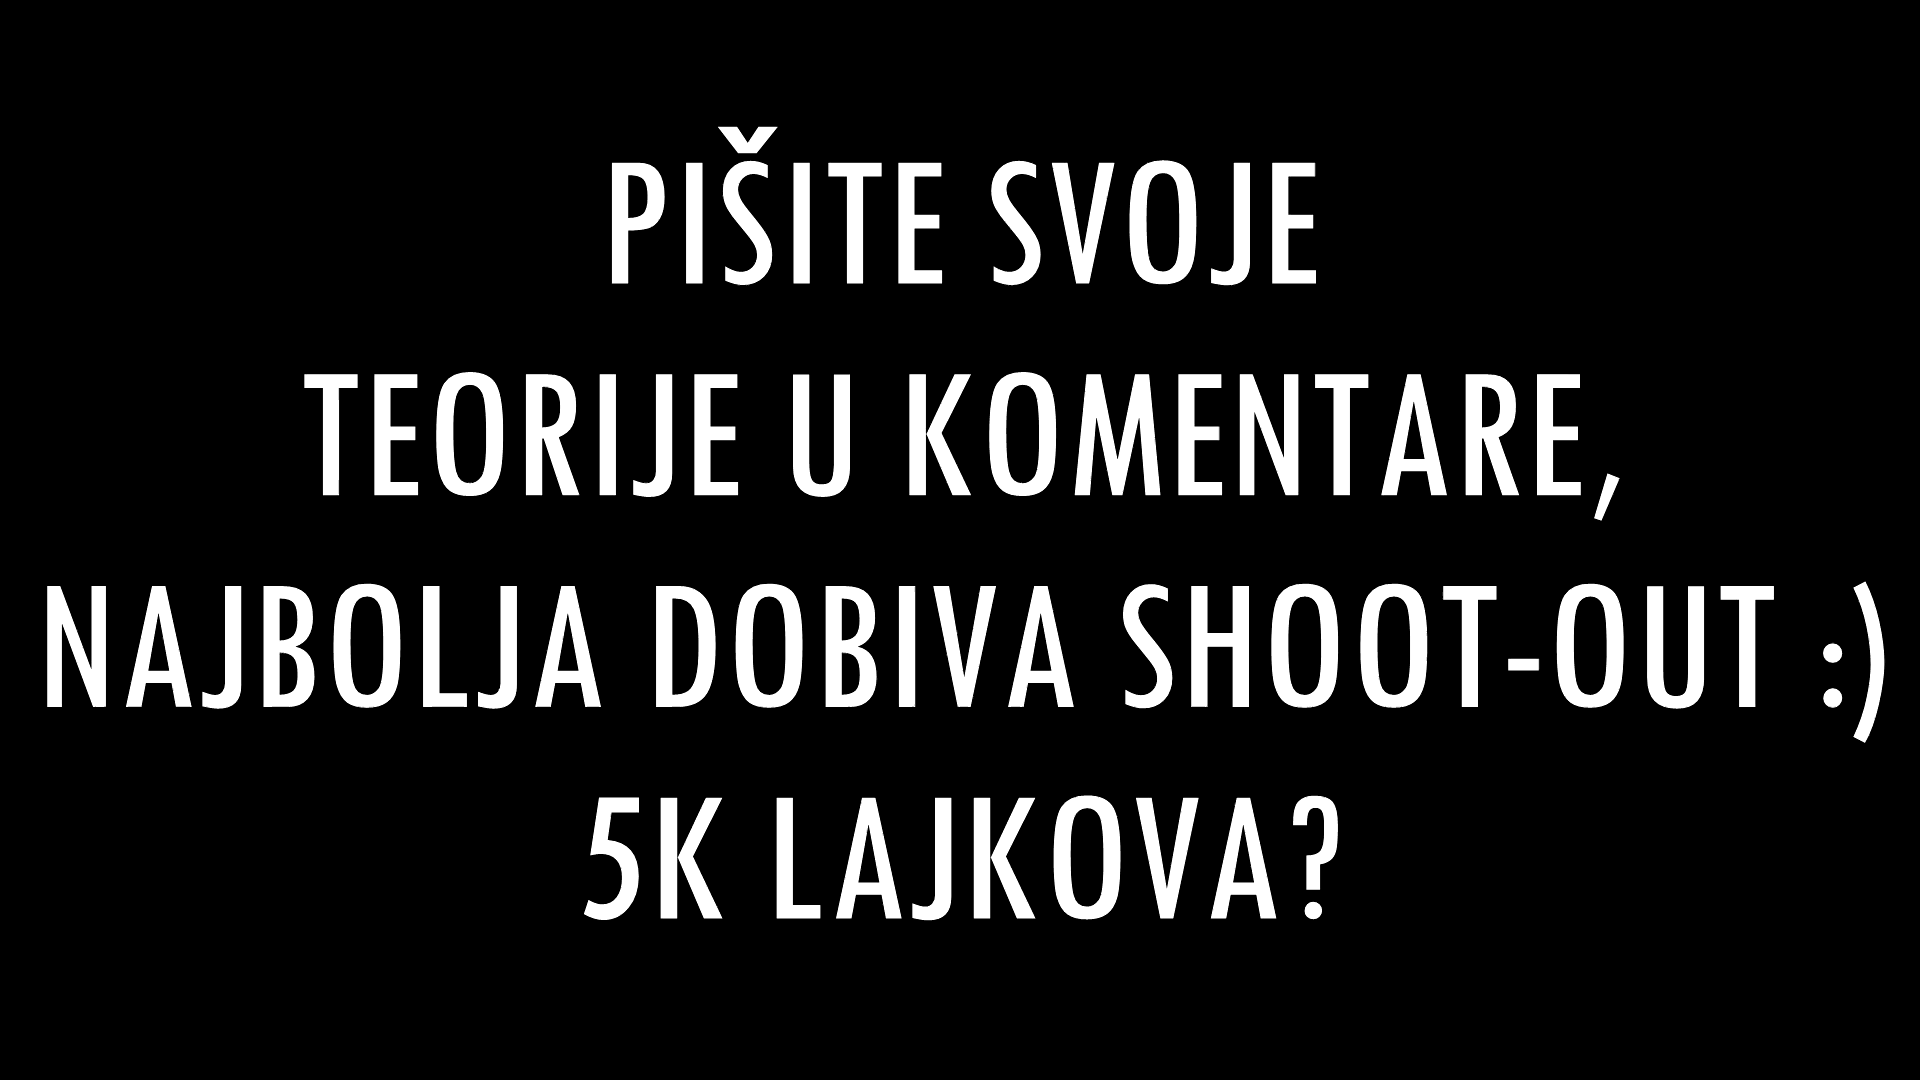 PIŠITE SVOJE
TEORIJE U KOMENTARE,
NAJBOLJA DOBIVA SHOOT-OUT :)
5K LAJKOVA?